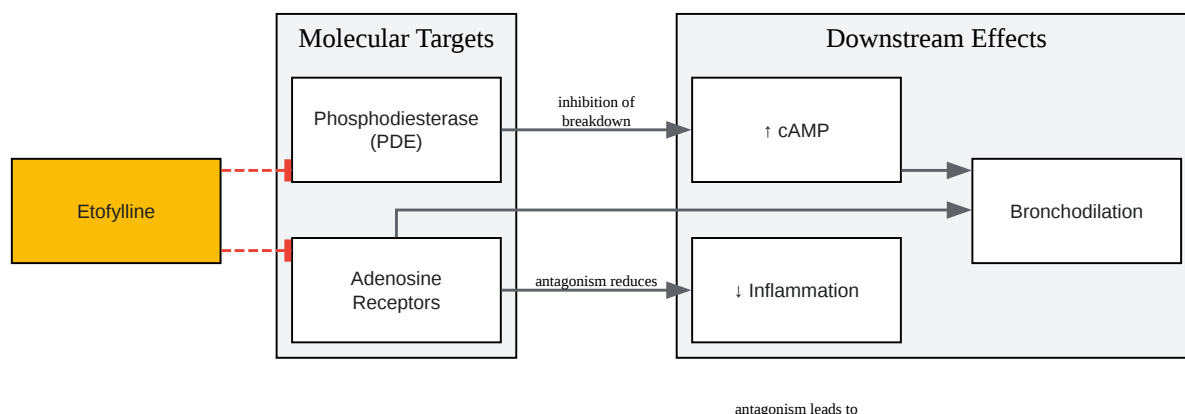 Molecular Targets
Downstream Effects
Phosphodiesterase
(PDE)
inhibition of
breakdown
↑ cAMP
Etofylline
Bronchodilation
Adenosine
Receptors
antagonism reduces
↓ Inflammation
antagonism leads to